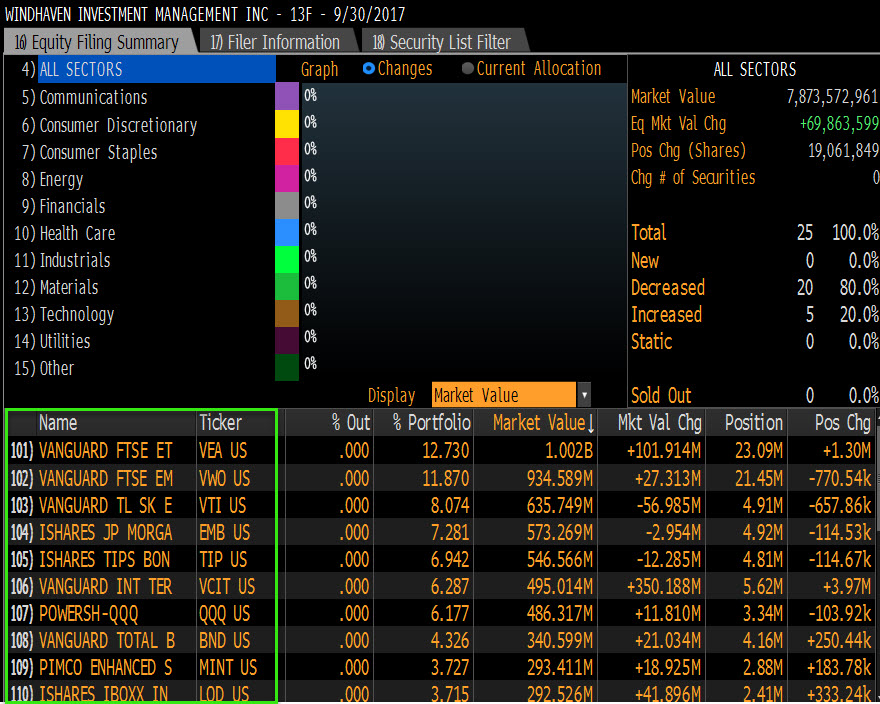 WINDHAVEN INVESTMENT MANAGEMENT INC - 13F - 9/30/2017
16) Equity Filing Summary 17) Filer Information 18) Security List Filter
4) ALL SECTORS Graph Changes Current Allocation ALL SECTORS
5) Communications 0% Market Value 7,873,572,961
6) Consumer Discretionary 0% Eq Mkt Val Chg +69,863,599
7) Consumer Staples 0% Pos Chg (Shares) 19,061,849
8) Energy 0% Chg # of Securities 0
9) Financials 0%
10) Health Care 0% Total 25 100.0%
11) Industrials 0% New 0 0.0%
12) Materials 0% Decreased 20 80.0%
13) Technology 0% Increased 5 20.0%
14) Utilities 0% Static 0 0.0%
15) Other 0%
Display Market Value Sold Out 0 0.0%
Name Ticker % Out % Portfolio Market Value↓ Mkt Val Chg Position Pos Chg
101) VANGUARD FTSE ET VEA US .000 12.730 1.002B +101.914M 23.09M +1.30M
102) VANGUARD FTSE EM VWO US .000 11.870 934.589M +27.313M 21.45M -770.54k
103) VANGUARD TL SK E VTI US .000 8.074 635.749M -56.985M 4.91M -657.86k
104) ISHARES JP MORGA EMB US .000 7.281 573.269M -2.954M 4.92M -114.53k
105) ISHARES TIPS BON TIP US .000 6.942 546.566M -12.285M 4.81M -114.67k
106) VANGUARD INT TER VCIT US .000 6.287 495.014M +350.188M 5.62M +3.97M
107) POWERSH-QQQ QQQ US .000 6.177 486.317M +11.810M 3.34M -103.92k
108) VANGUARD TOTAL B BND US .000 4.326 340.599M +21.034M 4.16M +250.44k
109) PIMCO ENHANCED S MINT US .000 3.727 293.411M +18.925M 2.88M +183.78k
110) ISHARES IBOXX IN LQD US .000 3.715 292.526M +41.896M 2.41M +333.24k